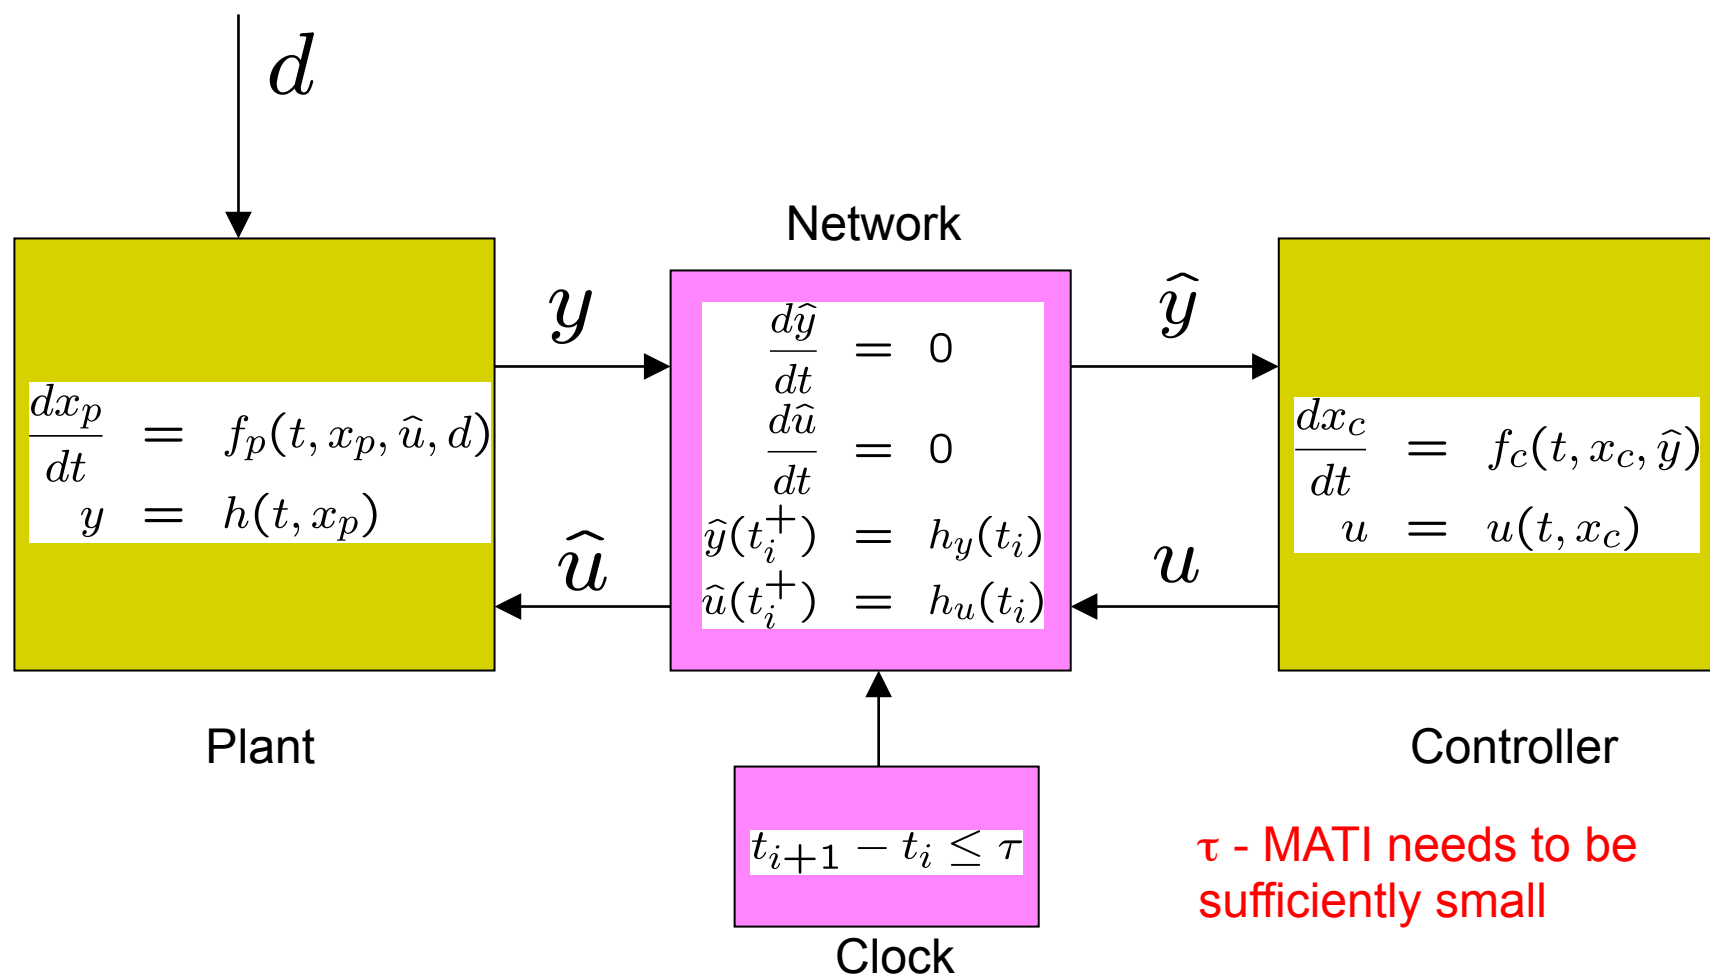 d
Network
y
ŷ
dŷ/dt = 0
dû/dt = 0
ŷ(t_i^+) = h_y(t_i)
û(t_i^+) = h_u(t_i)
dx_p/dt = f_p(t, x_p, û, d)
y = h(t, x_p)
dx_c/dt = f_c(t, x_c, ŷ)
u = u(t, x_c)
û
u
Plant
Controller
t_{i+1} − t_i ≤ τ
Clock
τ - MATI needs to be
sufficiently small